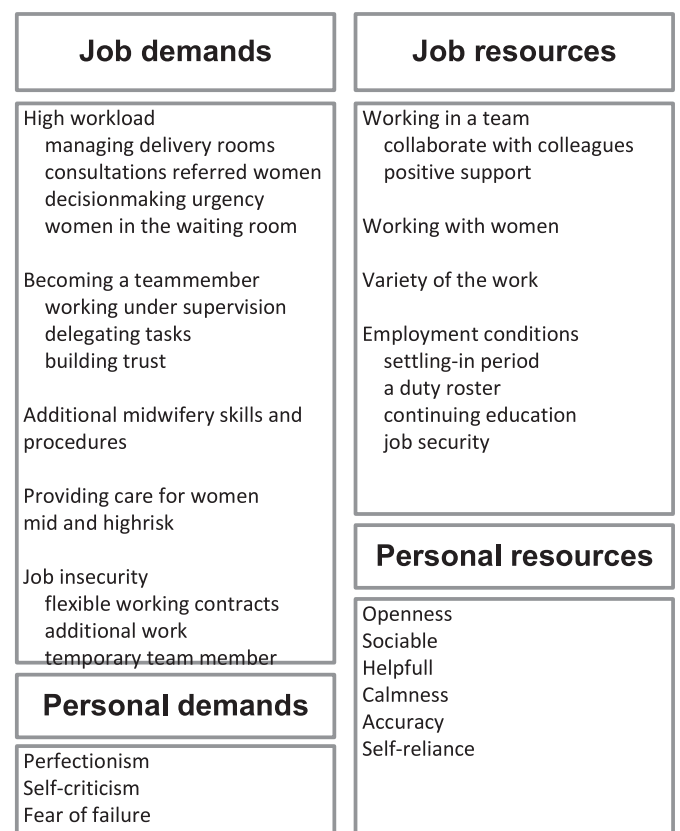 Job demands
High workload
managing delivery rooms
consultations referred women
decisionmaking urgency
women in the waiting room
Becoming a teammember
working under supervision
delegating tasks
building trust
Additional midwifery skills and
procedures
Providing care for women
mid and highrisk
Job insecurity
flexible working contracts
additional work
temporary team member
Personal demands
Perfectionism
Self-criticism
Fear of failure
Job resources
Working in a team
collaborate with colleagues
positive support
Working with women
Variety of the work
Employment conditions
settling-in period
a duty roster
continuing education
job security
Personal resources
Openness
Sociable
Helpfull
Calmness
Accuracy
Self-reliance